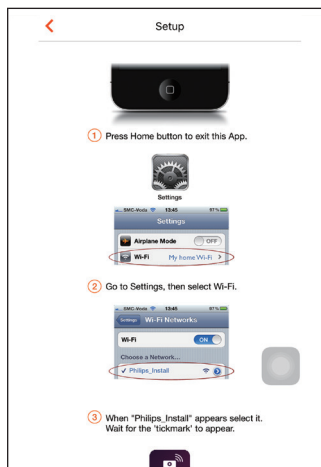 Setup
1 Press Home button to exit this App.
Settings
SMC-Voda 13:45 97%
Settings
Airplane Mode OFF
Wi-Fi My home Wi-Fi
2 Go to Settings, then select Wi-Fi.
SMC-Voda 13:45 97%
Settings Wi-Fi Networks
Wi-Fi ON
Choose a Network...
✓ Philips_Install
3 When "Philips_Install" appears select it.
Wait for the 'tickmark' to appear.